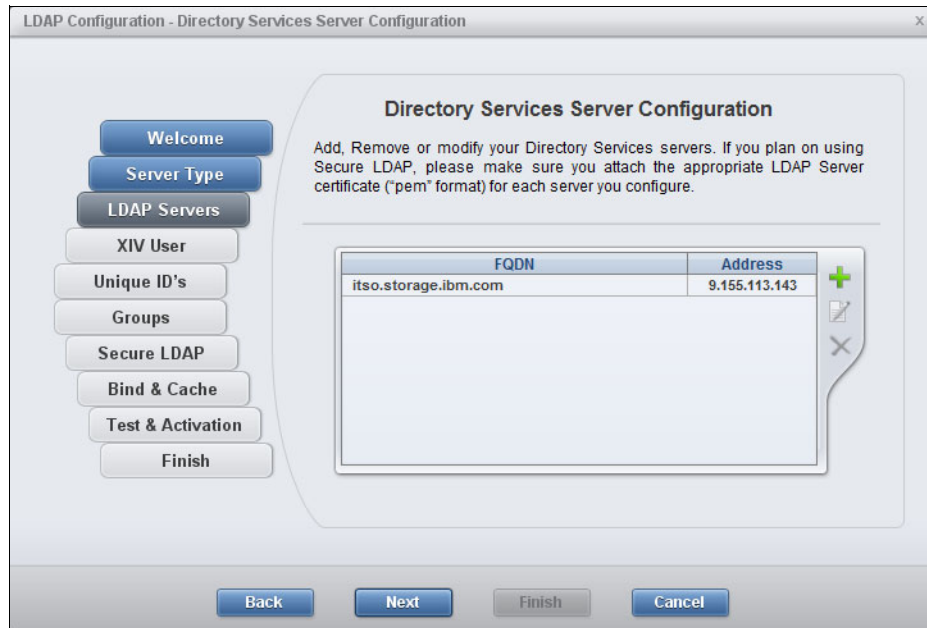 LDAP Configuration - Directory Services Server Configuration
x
Welcome
Server Type
LDAP Servers
XIV User
Unique ID's
Groups
Secure LDAP
Bind & Cache
Test & Activation
Finish
Directory Services Server Configuration
Add, Remove or modify your Directory Services servers. If you plan on using
Secure LDAP, please make sure you attach the appropriate LDAP Server
certificate ("pem" format) for each server you configure.
FQDN Address
itso.storage.ibm.com 9.155.113.143
Back Next Finish Cancel